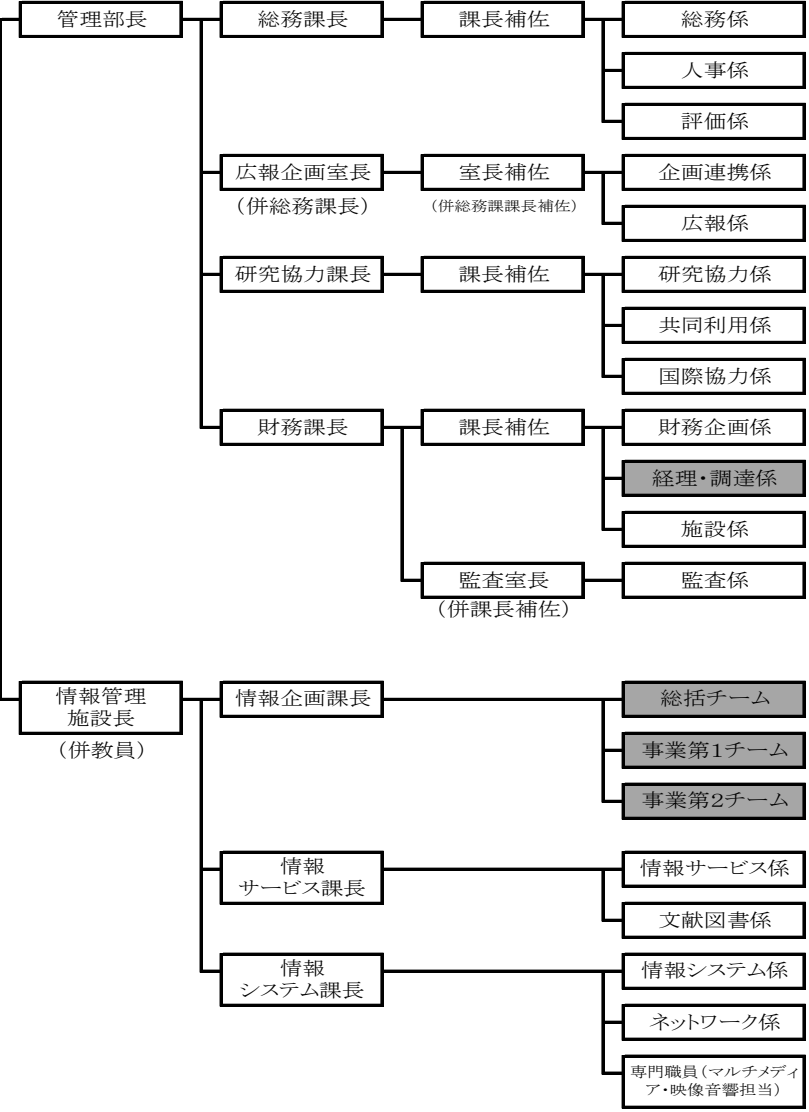 管理部長
総務課長
課長補佐
総務係
人事係
評価係
広報企画室長
（併総務課長）
室長補佐
（併総務課課長補佐）
企画連携係
広報係
研究協力課長
課長補佐
研究協力係
共同利用係
国際協力係
財務課長
課長補佐
財務企画係
経理・調達係
施設係
監査室長
（併課長補佐）
監査係
情報管理
施設長
（併教員）
情報企画課長
総括チーム
事業第1チーム
事業第2チーム
情報
サービス課長
情報サービス係
文献図書係
情報
システム課長
情報システム係
ネットワーク係
専門職員（マルチメディ
ア・映像音響担当）